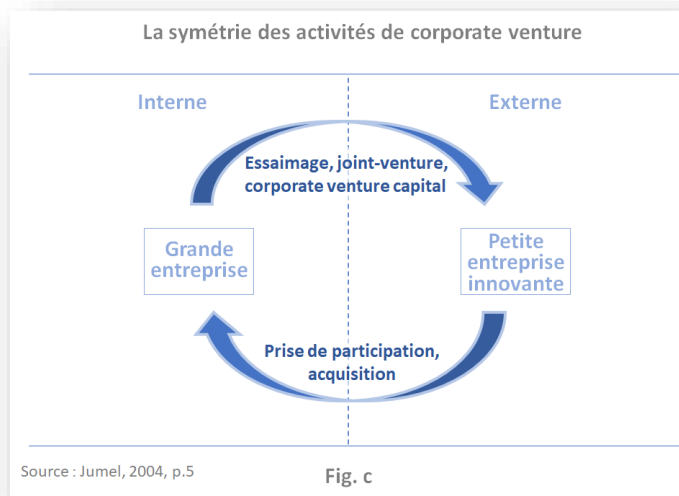 La symétrie des activités de corporate venture
Interne
Externe
Essaimage, joint-venture,
corporate venture capital
Grande
entreprise
Petite
entreprise
innovante
Prise de participation,
acquisition
Source : Jumel, 2004, p.5
Fig. c